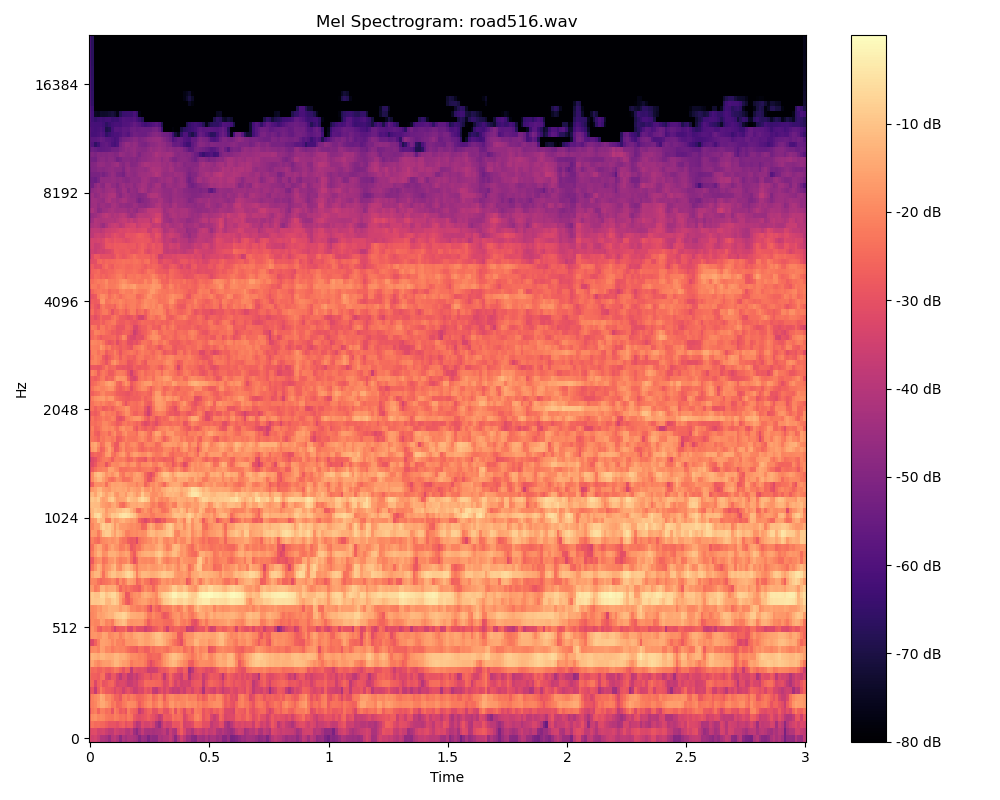 Mel Spectrogram: road516.wav
16384
8192
4096
2048
1024
512
0
Hz
0
0.5
1
1.5
2
2.5
3
Time
-10 dB
-20 dB
-30 dB
-40 dB
-50 dB
-60 dB
-70 dB
-80 dB